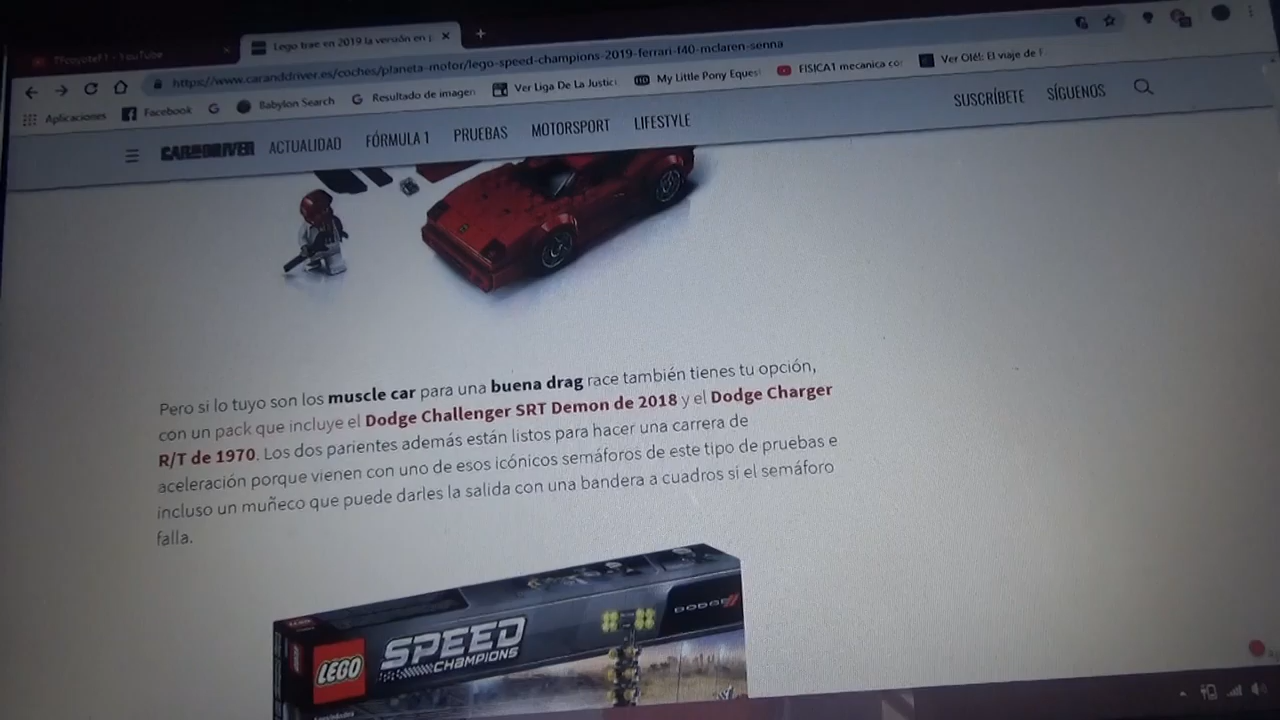 TFcoyoteF1 - YouTube
Lego trae en 2019 la versión en p
https://www.caranddriver.es/coches/planeta-motor/lego-speed-champions-2019-ferrari-f40-mclaren-senna
Aplicaciones Facebook Babylon Search Resultado de imagen Ver Liga De La Justici My Little Pony Equest FISICA1 mecanica co Ver Olé!: El viaje de F
CAR AND DRIVER ACTUALIDAD FÓRMULA 1 PRUEBAS MOTORSPORT LIFESTYLE SUSCRÍBETE SÍGUENOS
Pero si lo tuyo son los muscle car para una buena drag race también tienes tu opción,
con un pack que incluye el Dodge Challenger SRT Demon de 2018 y el Dodge Charger
R/T de 1970. Los dos parientes además están listos para hacer una carrera de
aceleración porque vienen con uno de esos icónicos semáforos de este tipo de pruebas e
incluso un muñeco que puede darles la salida con una bandera a cuadros si el semáforo
falla.
LEGO
SPEED
CHAMPIONS
DODGE